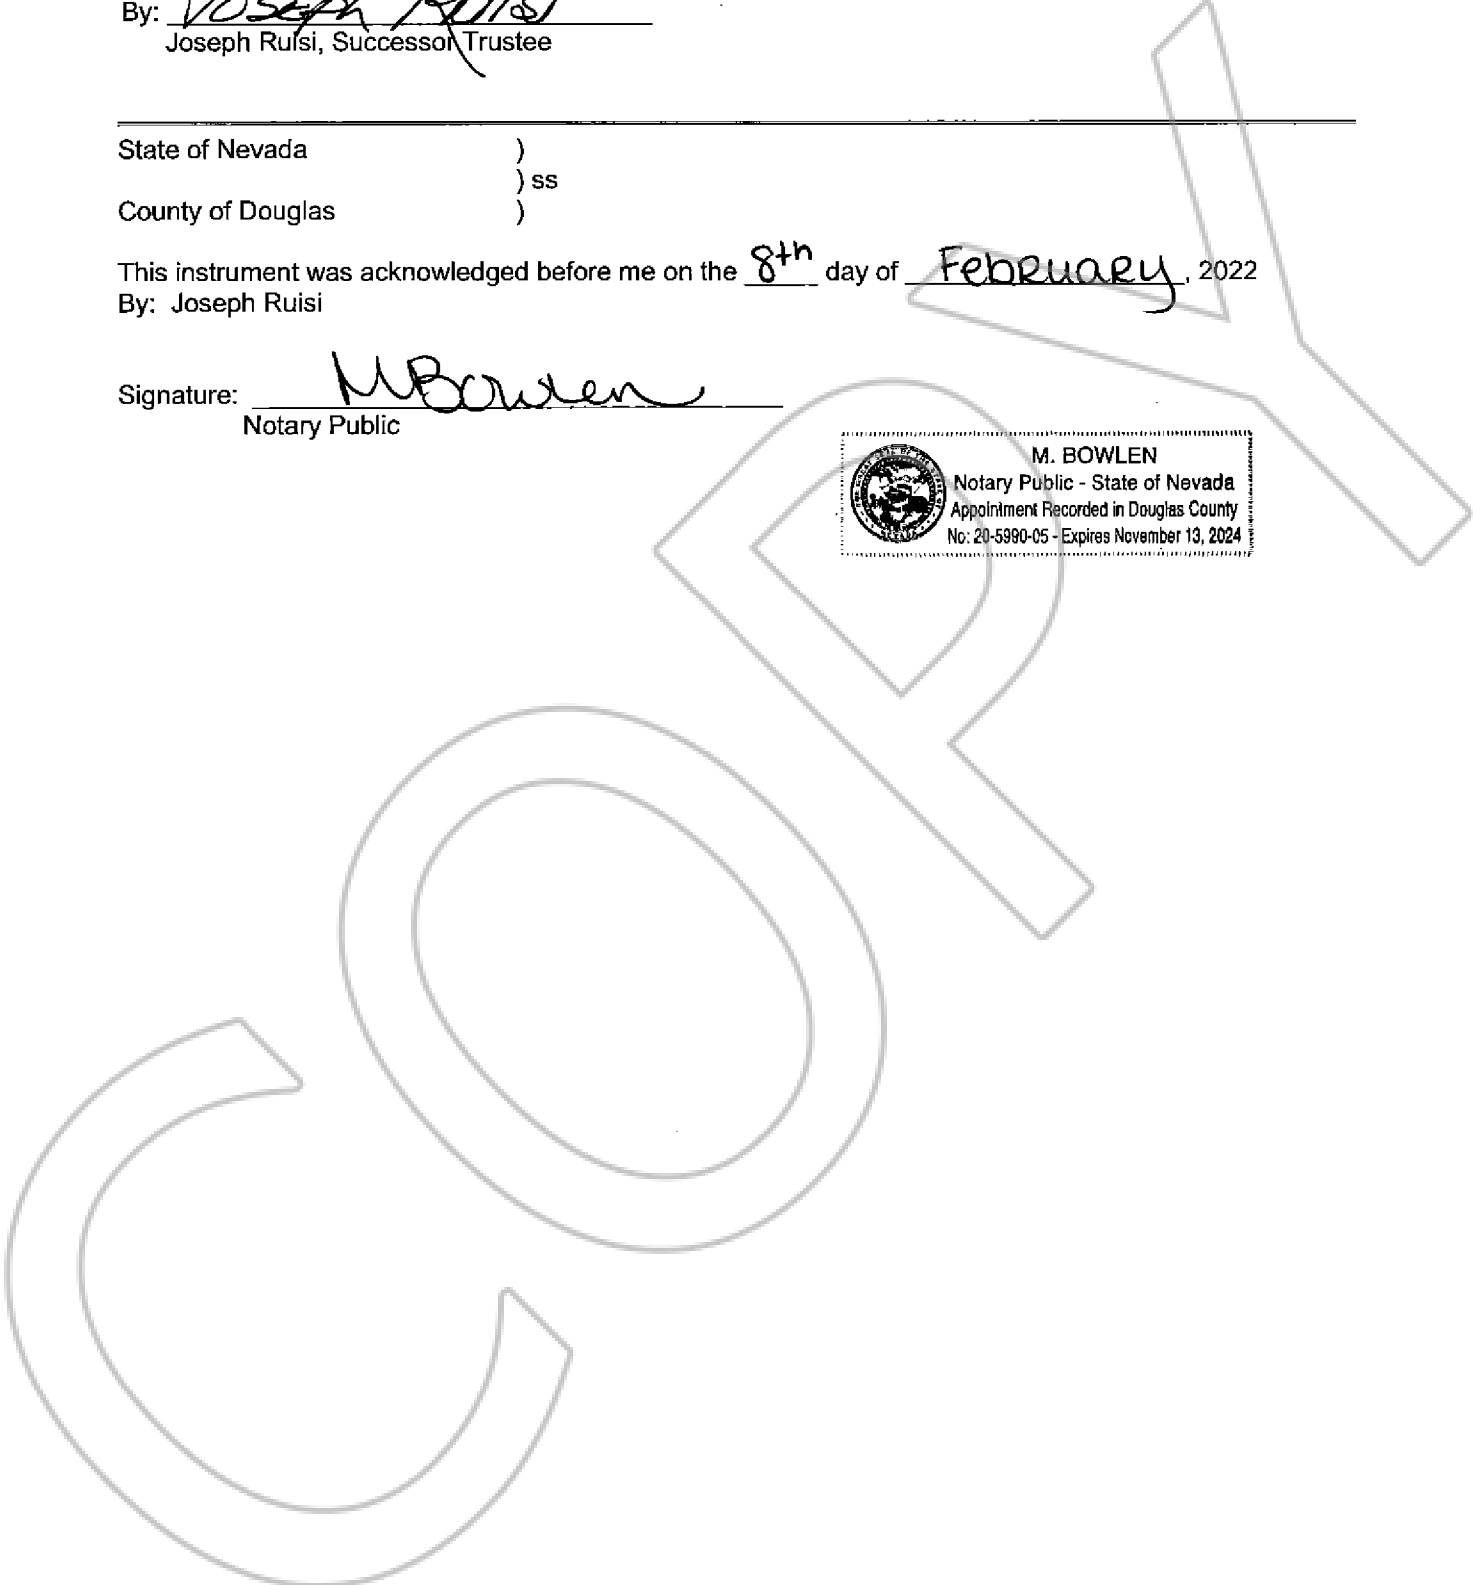 By: Joseph Ruisi
Joseph Ruisi, Successor Trustee
State of Nevada )
) ss
County of Douglas )
This instrument was acknowledged before me on the 8th day of February, 2022
By: Joseph Ruisi
Signature: M Bowlen
Notary Public
M. BOWLEN
Notary Public - State of Nevada
Appointment Recorded in Douglas County
No: 20-5990-05 - Expires November 13, 2024
COPY